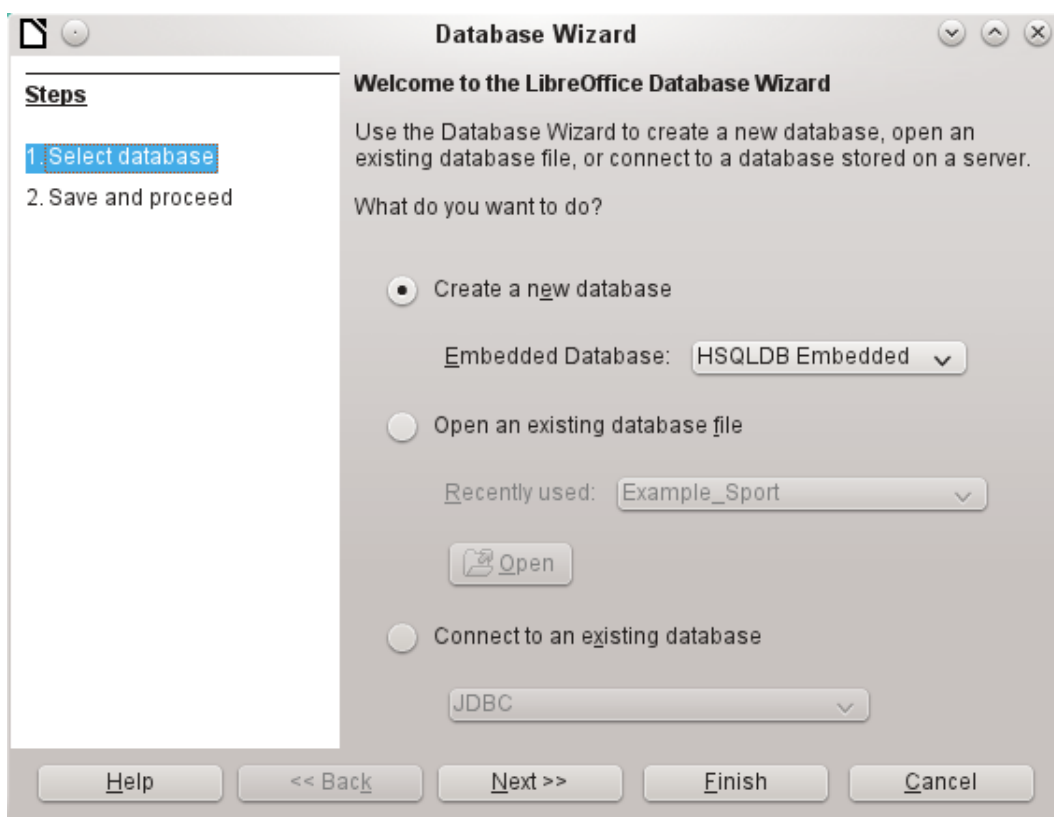 Database Wizard
Steps
1. Select database
2. Save and proceed
Welcome to the LibreOffice Database Wizard
Use the Database Wizard to create a new database, open an
existing database file, or connect to a database stored on a server.
What do you want to do?
Create a new database
Embedded Database: HSQLDB Embedded
Open an existing database file
Recently used: Example_Sport
Open
Connect to an existing database
JDBC
Help << Back Next >> Finish Cancel